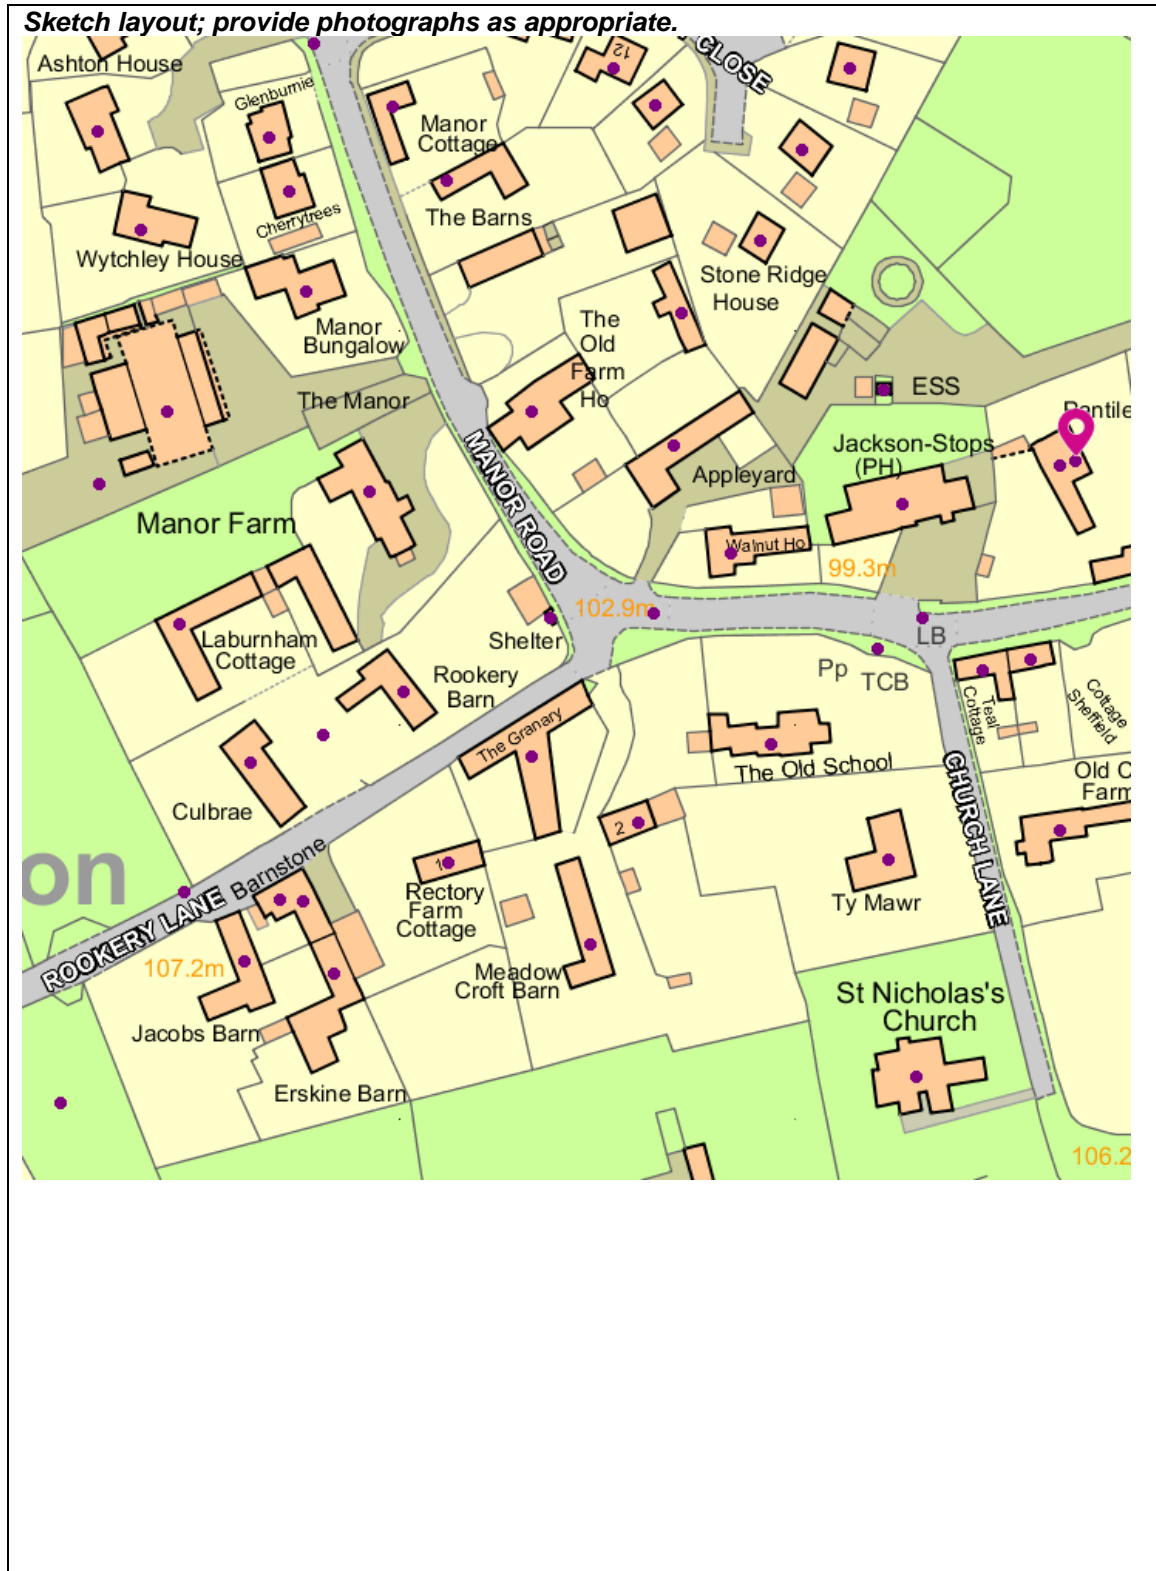 Sketch layout; provide photographs as appropriate.
CLOSE
12
Ashton House
Glenburnie
Manor
Cottage
Cherrytrees
The Barns
Wytchley House
Stone Ridge
House
Manor
Bungalow
The
Old
Farm
Ho
The Manor
ESS
Pantile
MANOR ROAD
Jackson-Stops
(PH)
Appleyard
Manor Farm
Walnut Ho
99.3m
102.9m
Shelter
LB
Laburnham
Cottage
Rookery
Barn
Pp
TCB
Teal
Cottage
Cottage
Sheffield
The Granary
The Old School
Old C
Farm
Culbrae
CHURCH LANE
2
on
Barnstone
1
Rectory
Farm
Cottage
Ty Mawr
ROOKERY LANE
107.2m
Meadow
Croft Barn
St Nicholas's
Church
Jacobs Barn
Erskine Barn
106.2